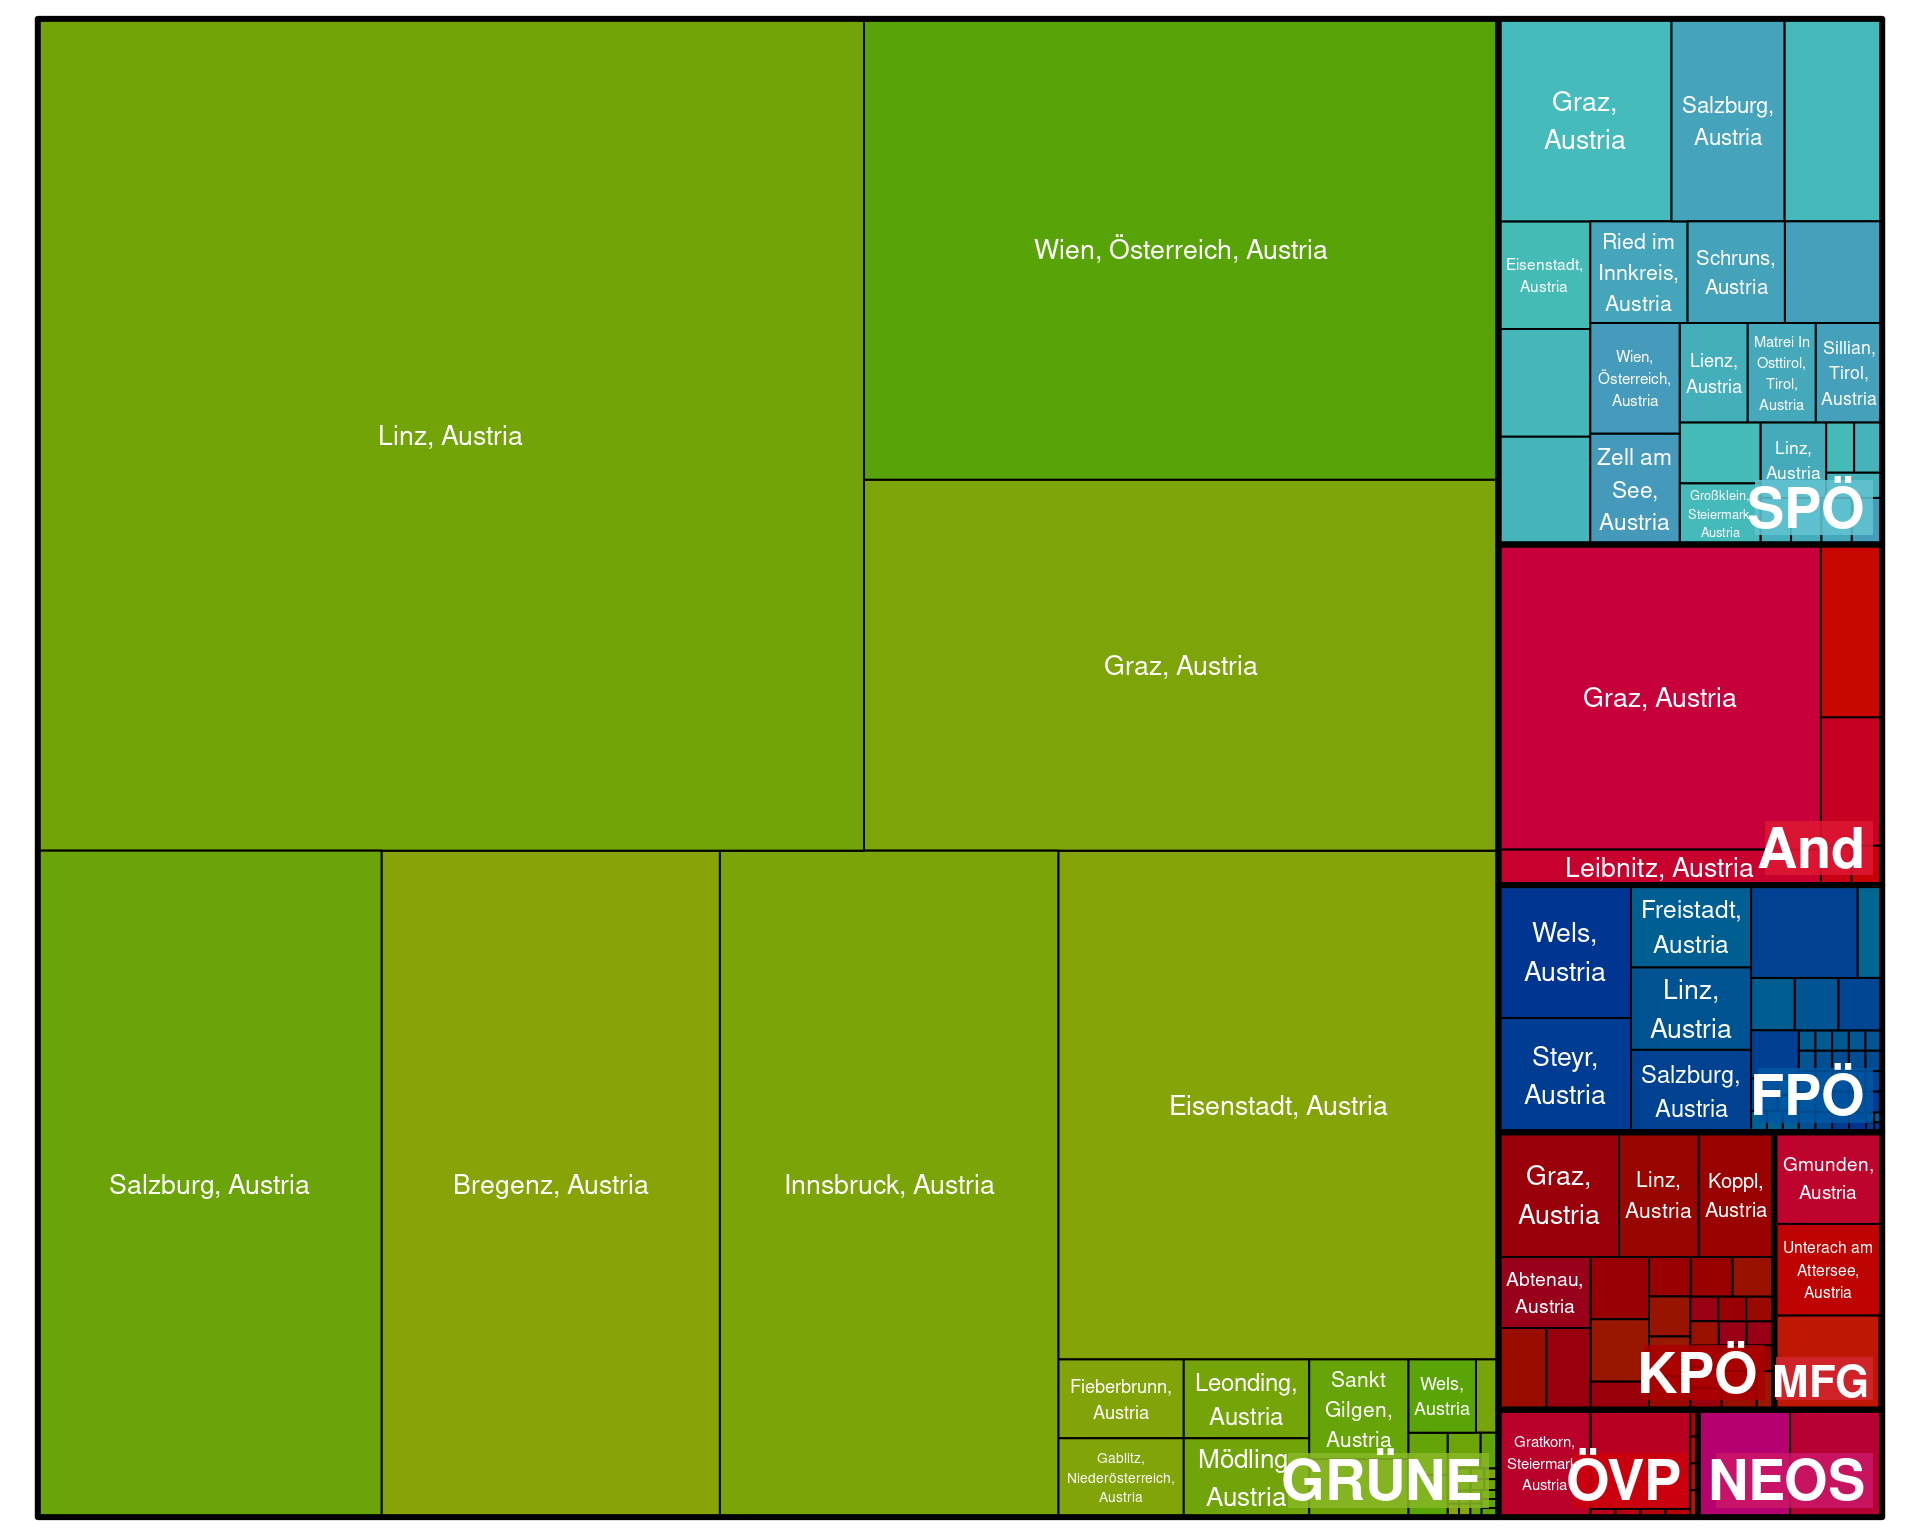 Linz, Austria
Wien, Österreich, Austria
Graz, Austria
Salzburg, Austria
Bregenz, Austria
Innsbruck, Austria
Eisenstadt, Austria
Fieberbrunn,
Austria
Leonding,
Austria
Sankt
Gilgen,
Austria
Wels,
Austria
Gablitz,
Niederösterreich,
Austria
Mödling,
Austria
GRÜNE
Graz,
Austria
Salzburg,
Austria
Eisenstadt,
Austria
Ried im
Innkreis,
Austria
Schruns,
Austria
Wien,
Österreich,
Austria
Lienz,
Austria
Matrei In
Osttirol,
Tirol,
Austria
Sillian,
Tirol,
Austria
Zell am
See,
Austria
Linz,
Austria
Großklein,
Steiermark,
Austria
SPÖ
Graz, Austria
Leibnitz, Austria
And
Wels,
Austria
Freistadt,
Austria
Linz,
Austria
Steyr,
Austria
Salzburg,
Austria
FPÖ
Graz,
Austria
Linz,
Austria
Koppl,
Austria
Abtenau,
Austria
KPÖ
Gmunden,
Austria
Unterach am
Attersee,
Austria
MFG
Gratkorn,
Steiermark,
Austria
ÖVP
NEOS